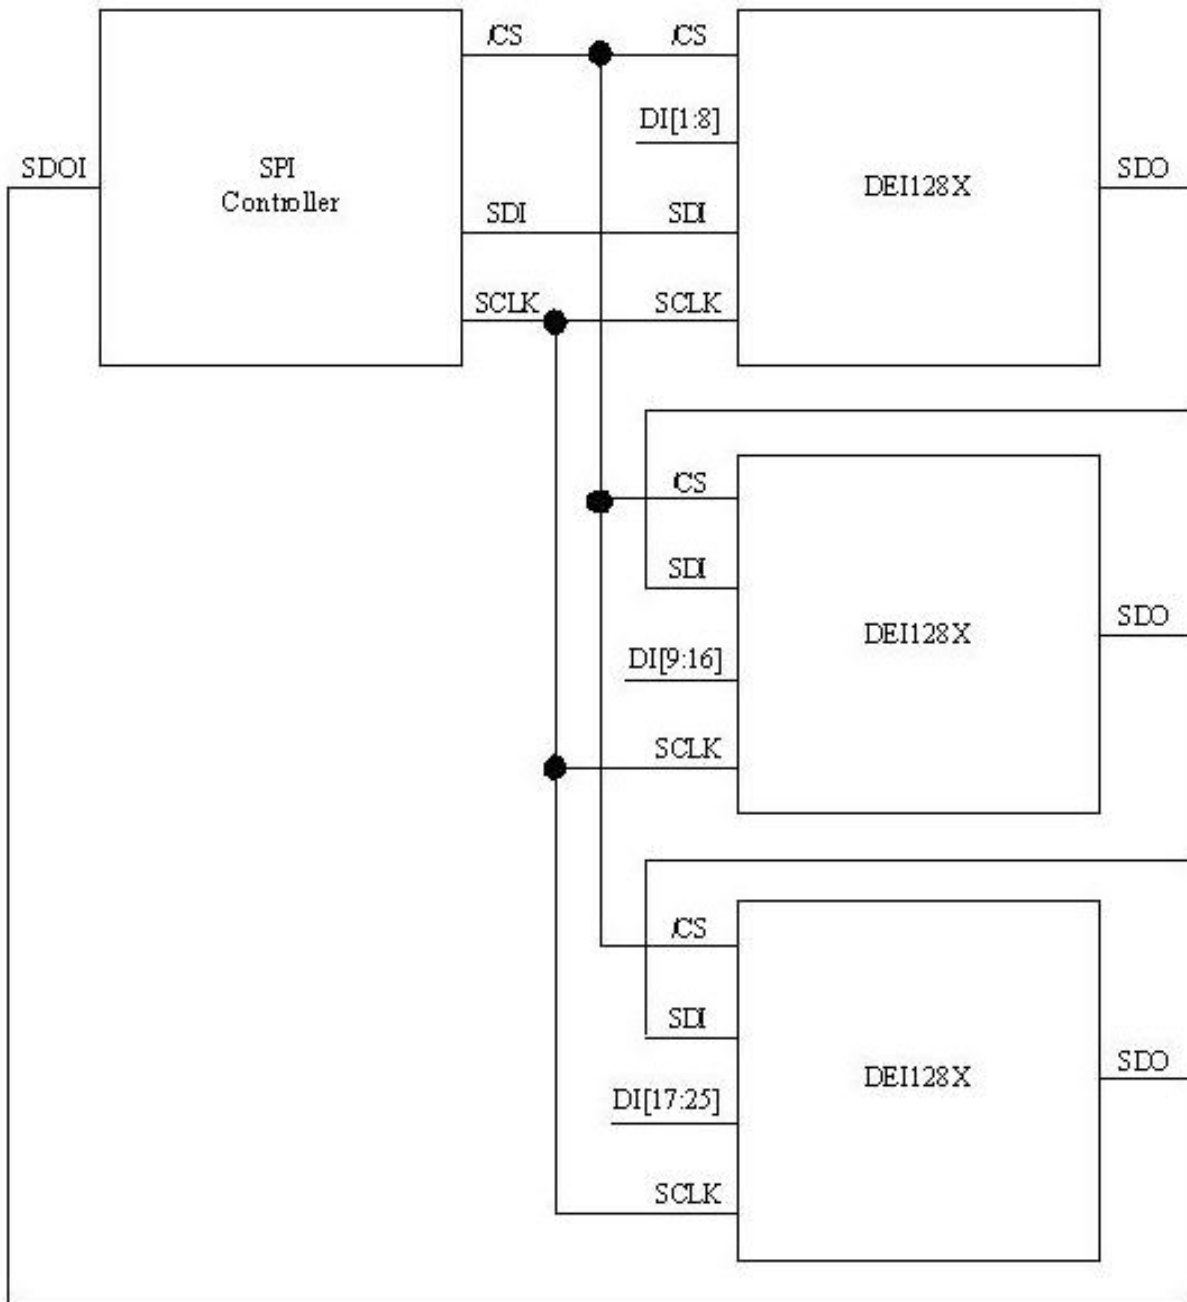 /CS
/CS
DI[1:8]
SDOI
SPI
Controller
DEI128X
SDO
SDI
SDI
SCLK
SCLK
/CS
SDI
DEI128X
SDO
DI[9:16]
SCLK
/CS
SDI
DEI128X
SDO
DI[17:25]
SCLK